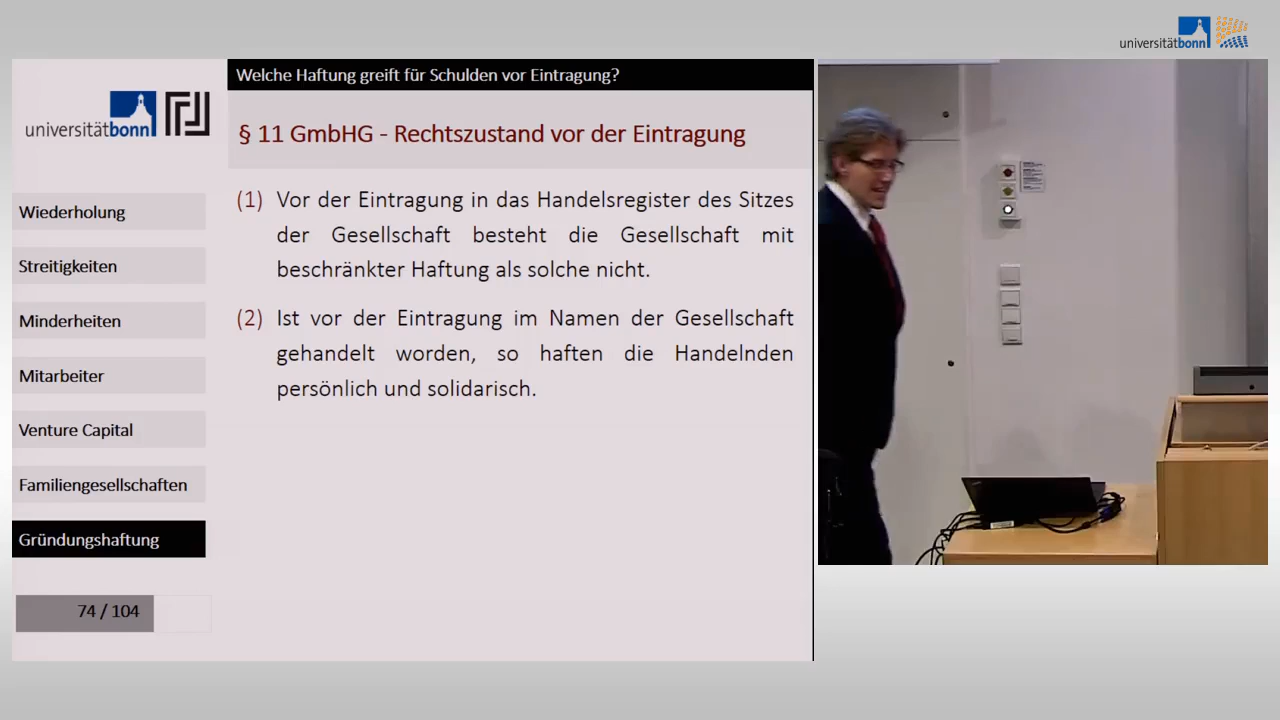 universitätbonn
Welche Haftung greift für Schulden vor Eintragung?
universitätbonn
§ 11 GmbHG - Rechtszustand vor der Eintragung
(1) Vor der Eintragung in das Handelsregister des Sitzes
der Gesellschaft besteht die Gesellschaft mit
beschränkter Haftung als solche nicht.
(2) Ist vor der Eintragung im Namen der Gesellschaft
gehandelt worden, so haften die Handelnden
persönlich und solidarisch.
Wiederholung
Streitigkeiten
Minderheiten
Mitarbeiter
Venture Capital
Familiengesellschaften
Gründungshaftung
74 / 104